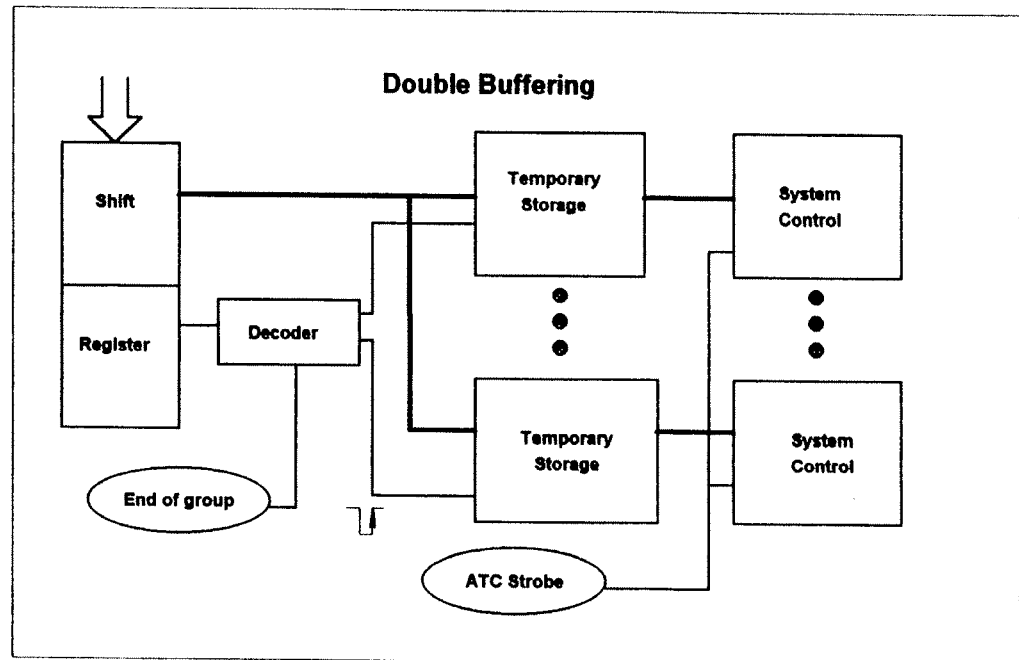 Double Buffering
Shift
Register
Decoder
End of group
Temporary
Storage
System
Control
Temporary
Storage
System
Control
ATC Strobe